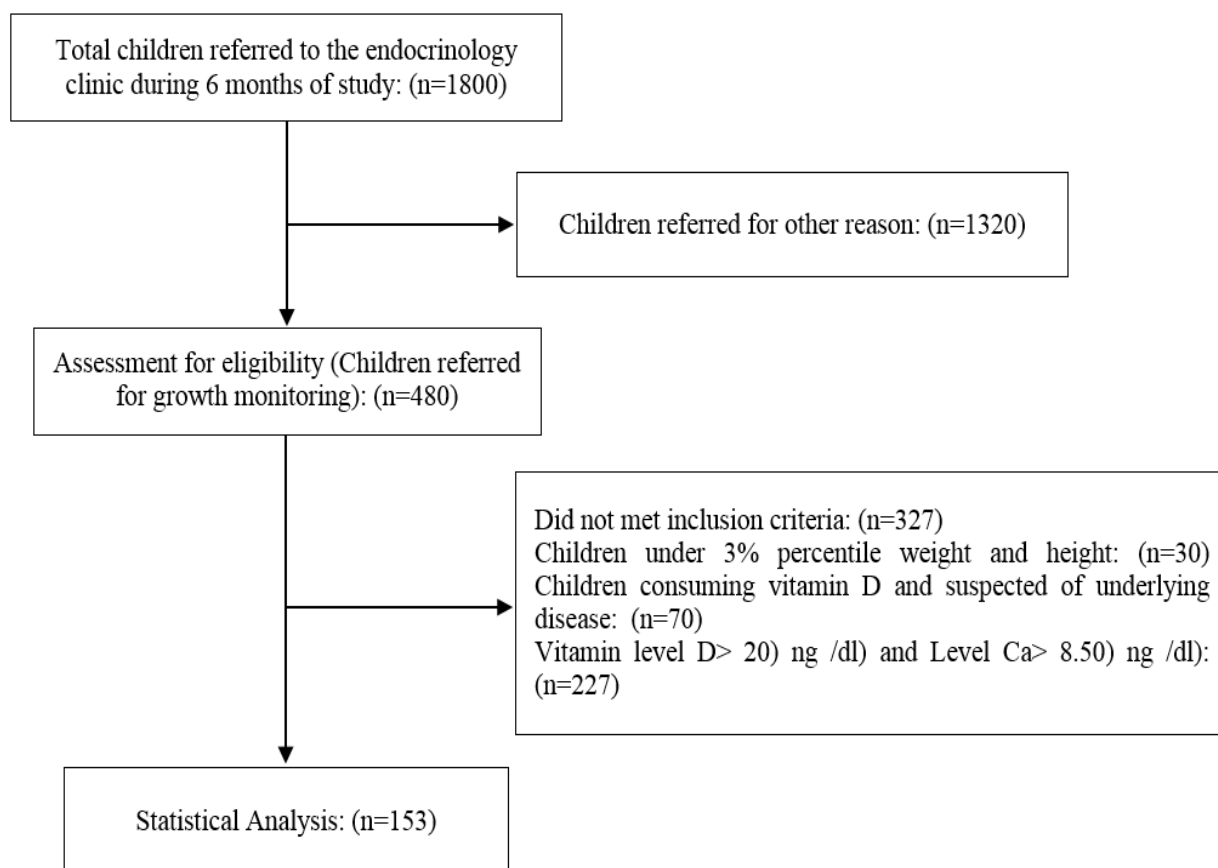 Total children referred to the endocrinology
clinic during 6 months of study: (n=1800)
Children referred for other reason: (n=1320)
Assessment for eligibility (Children referred
for growth monitoring): (n=480)
Did not met inclusion criteria: (n=327)
Children under 3% percentile weight and height: (n=30)
Children consuming vitamin D and suspected of underlying
disease: (n=70)
Vitamin level D> 20) ng /dl) and Level Ca> 8.50) ng /dl):
(n=227)
Statistical Analysis: (n=153)